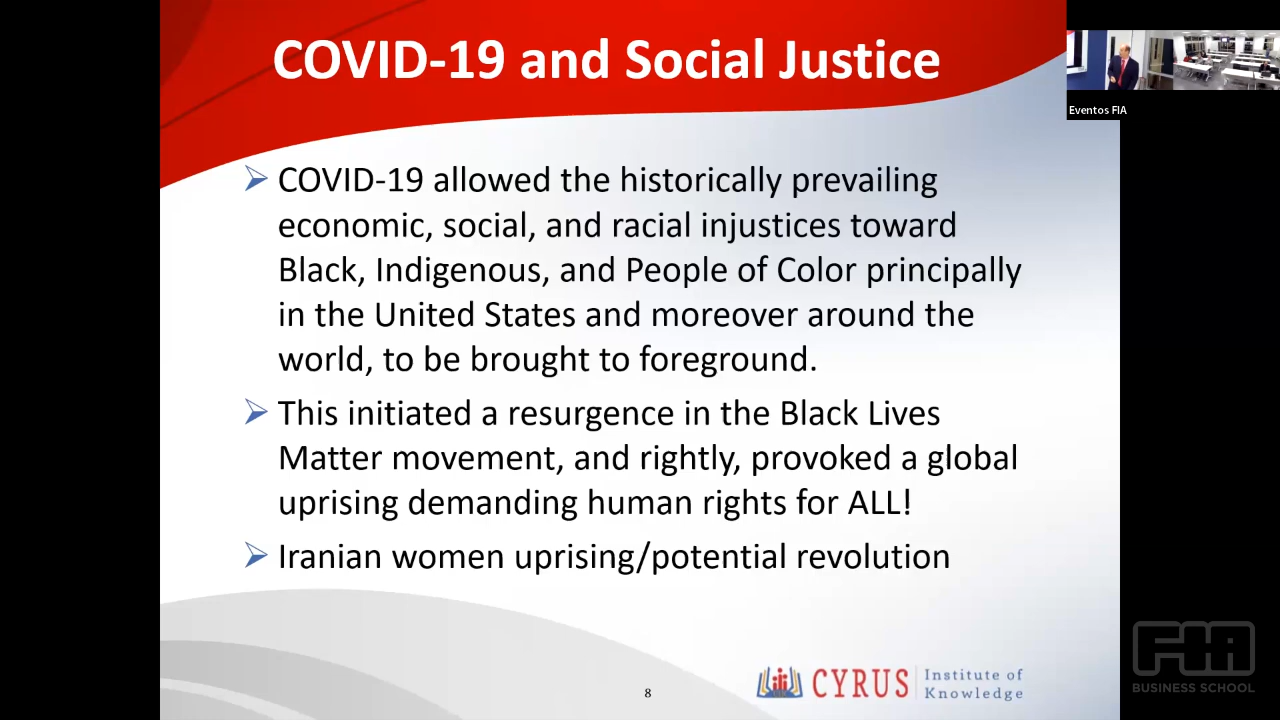 COVID-19 and Social Justice
Eventos FIA
COVID-19 allowed the historically prevailing
economic, social, and racial injustices toward
Black, Indigenous, and People of Color principally
in the United States and moreover around the
world, to be brought to foreground.
This initiated a resurgence in the Black Lives
Matter movement, and rightly, provoked a global
uprising demanding human rights for ALL!
Iranian women uprising/potential revolution
8
CYRUS
Institute of
Knowledge
FIA
BUSINESS SCHOOL